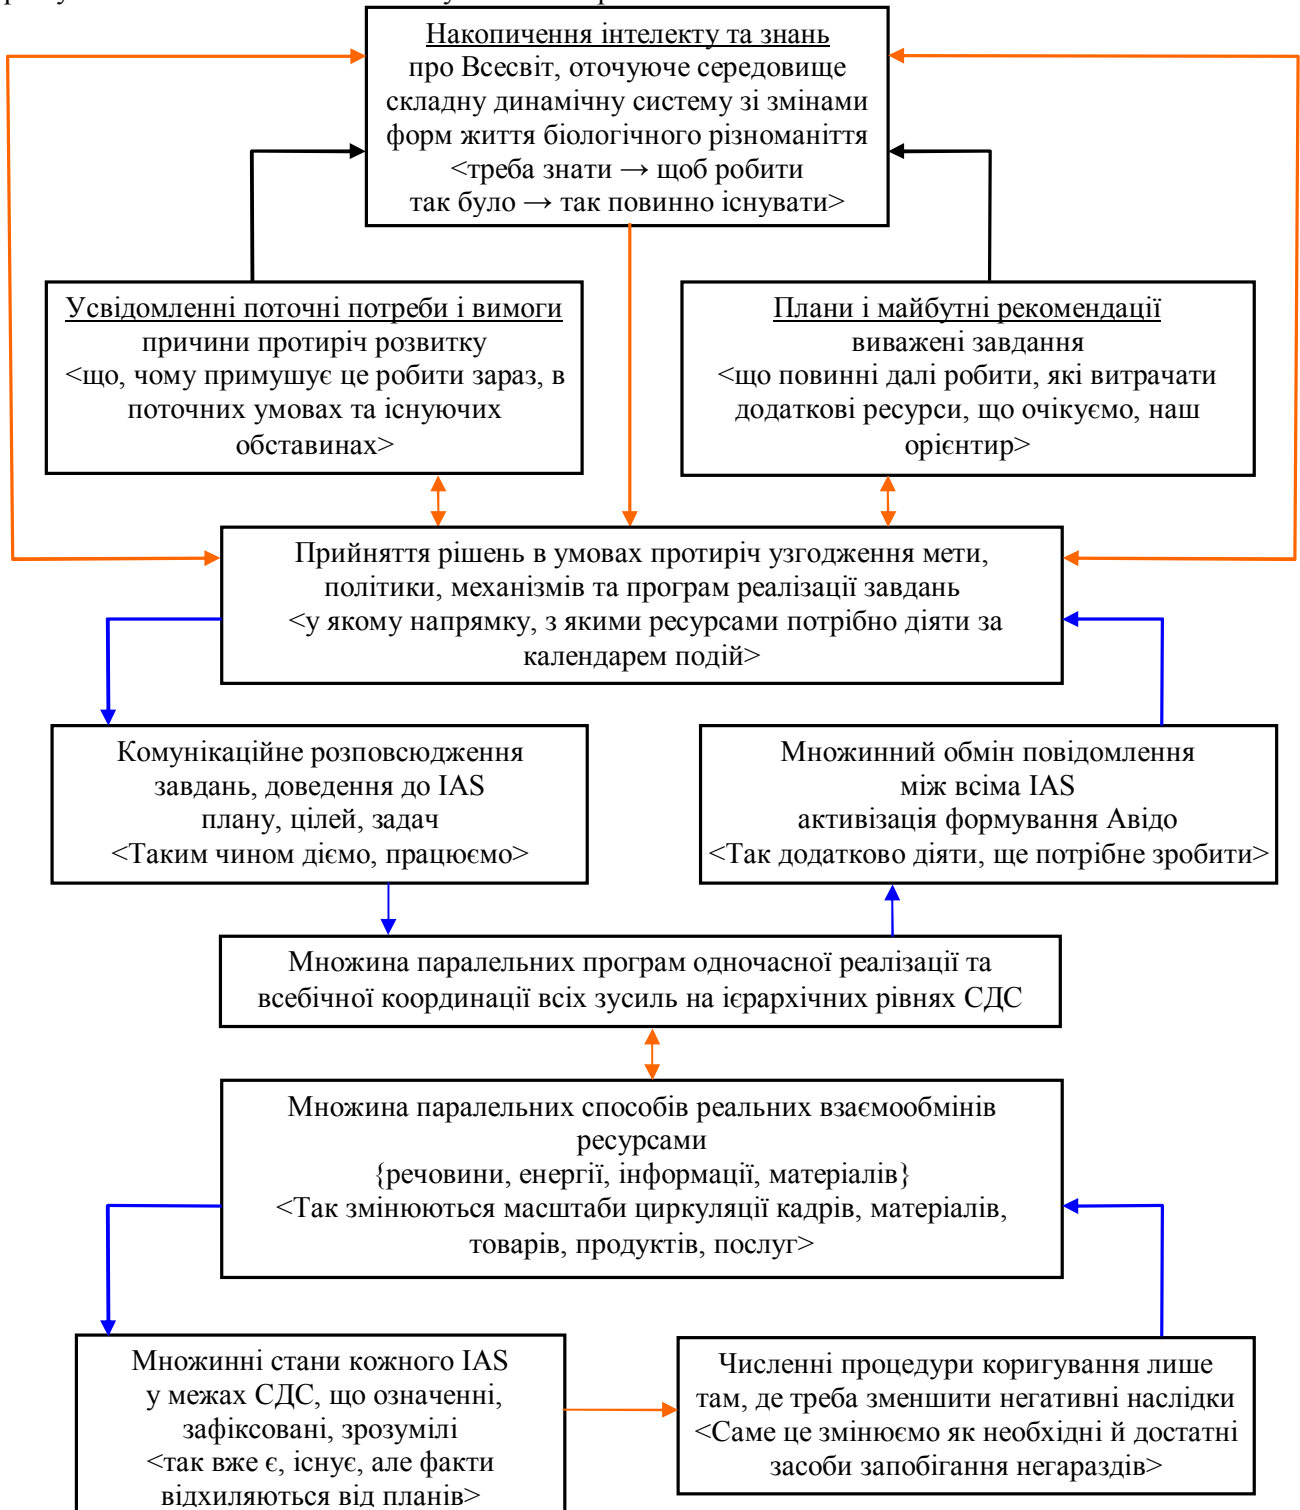 Накопичення інтелекту та знань
про Всесвіт, оточуюче середовище
складну динамічну систему зі змінами
форм життя біологічного різноманіття
<треба знати → щоб робити
так було → так повинно існувати>
Усвідомленні поточні потреби і вимоги
причини протиріч розвитку
<що, чому примушує це робити зараз, в
поточних умовах та існуючих
обставинах>
Плани і майбутні рекомендації
виважені завдання
<що повинні далі робити, які витрачати
додаткові ресурси, що очікуємо, наш
орієнтир>
Прийняття рішень в умовах протиріч узгодження мети,
політики, механізмів та програм реалізації завдань
<у якому напрямку, з якими ресурсами потрібно діяти за
календарем подій>
Комунікаційне розповсюдження
завдань, доведення до IAS
плану, цілей, задач
<Таким чином діємо, працюємо>
Множинний обмін повідомлення
між всіма IAS
активізація формування Авідо
<Так додатково діяти, ще потрібне зробити>
Множина паралельних програм одночасної реалізації та
всебічної координації всіх зусиль на ієрархічних рівнях СДС
Множина паралельних способів реальних взаємообмінів
ресурсами
{речовини, енергії, інформації, матеріалів}
<Так змінюються масштаби циркуляції кадрів, матеріалів,
товарів, продуктів, послуг>
Множинні стани кожного IAS
у межах СДС, що означенні,
зафіксовані, зрозумілі
<так вже є, існує, але факти
відхиляються від планів>
Численні процедури коригування лише
там, де треба зменшити негативні наслідки
<Саме це змінюємо як необхідні й достатні
засоби запобігання негараздів>